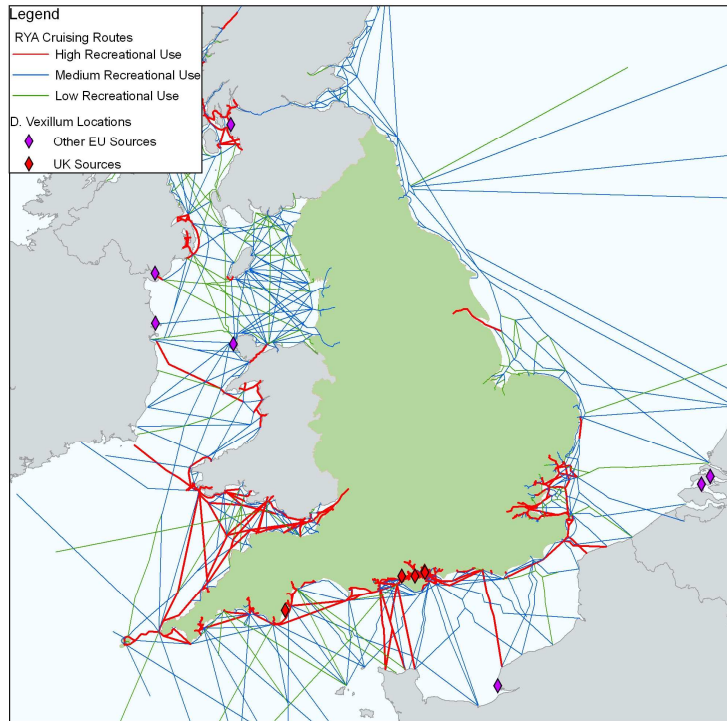 Legend
RYA Cruising Routes
High Recreational Use
Medium Recreational Use
Low Recreational Use
D. Vexillum Locations
Other EU Sources
UK Sources